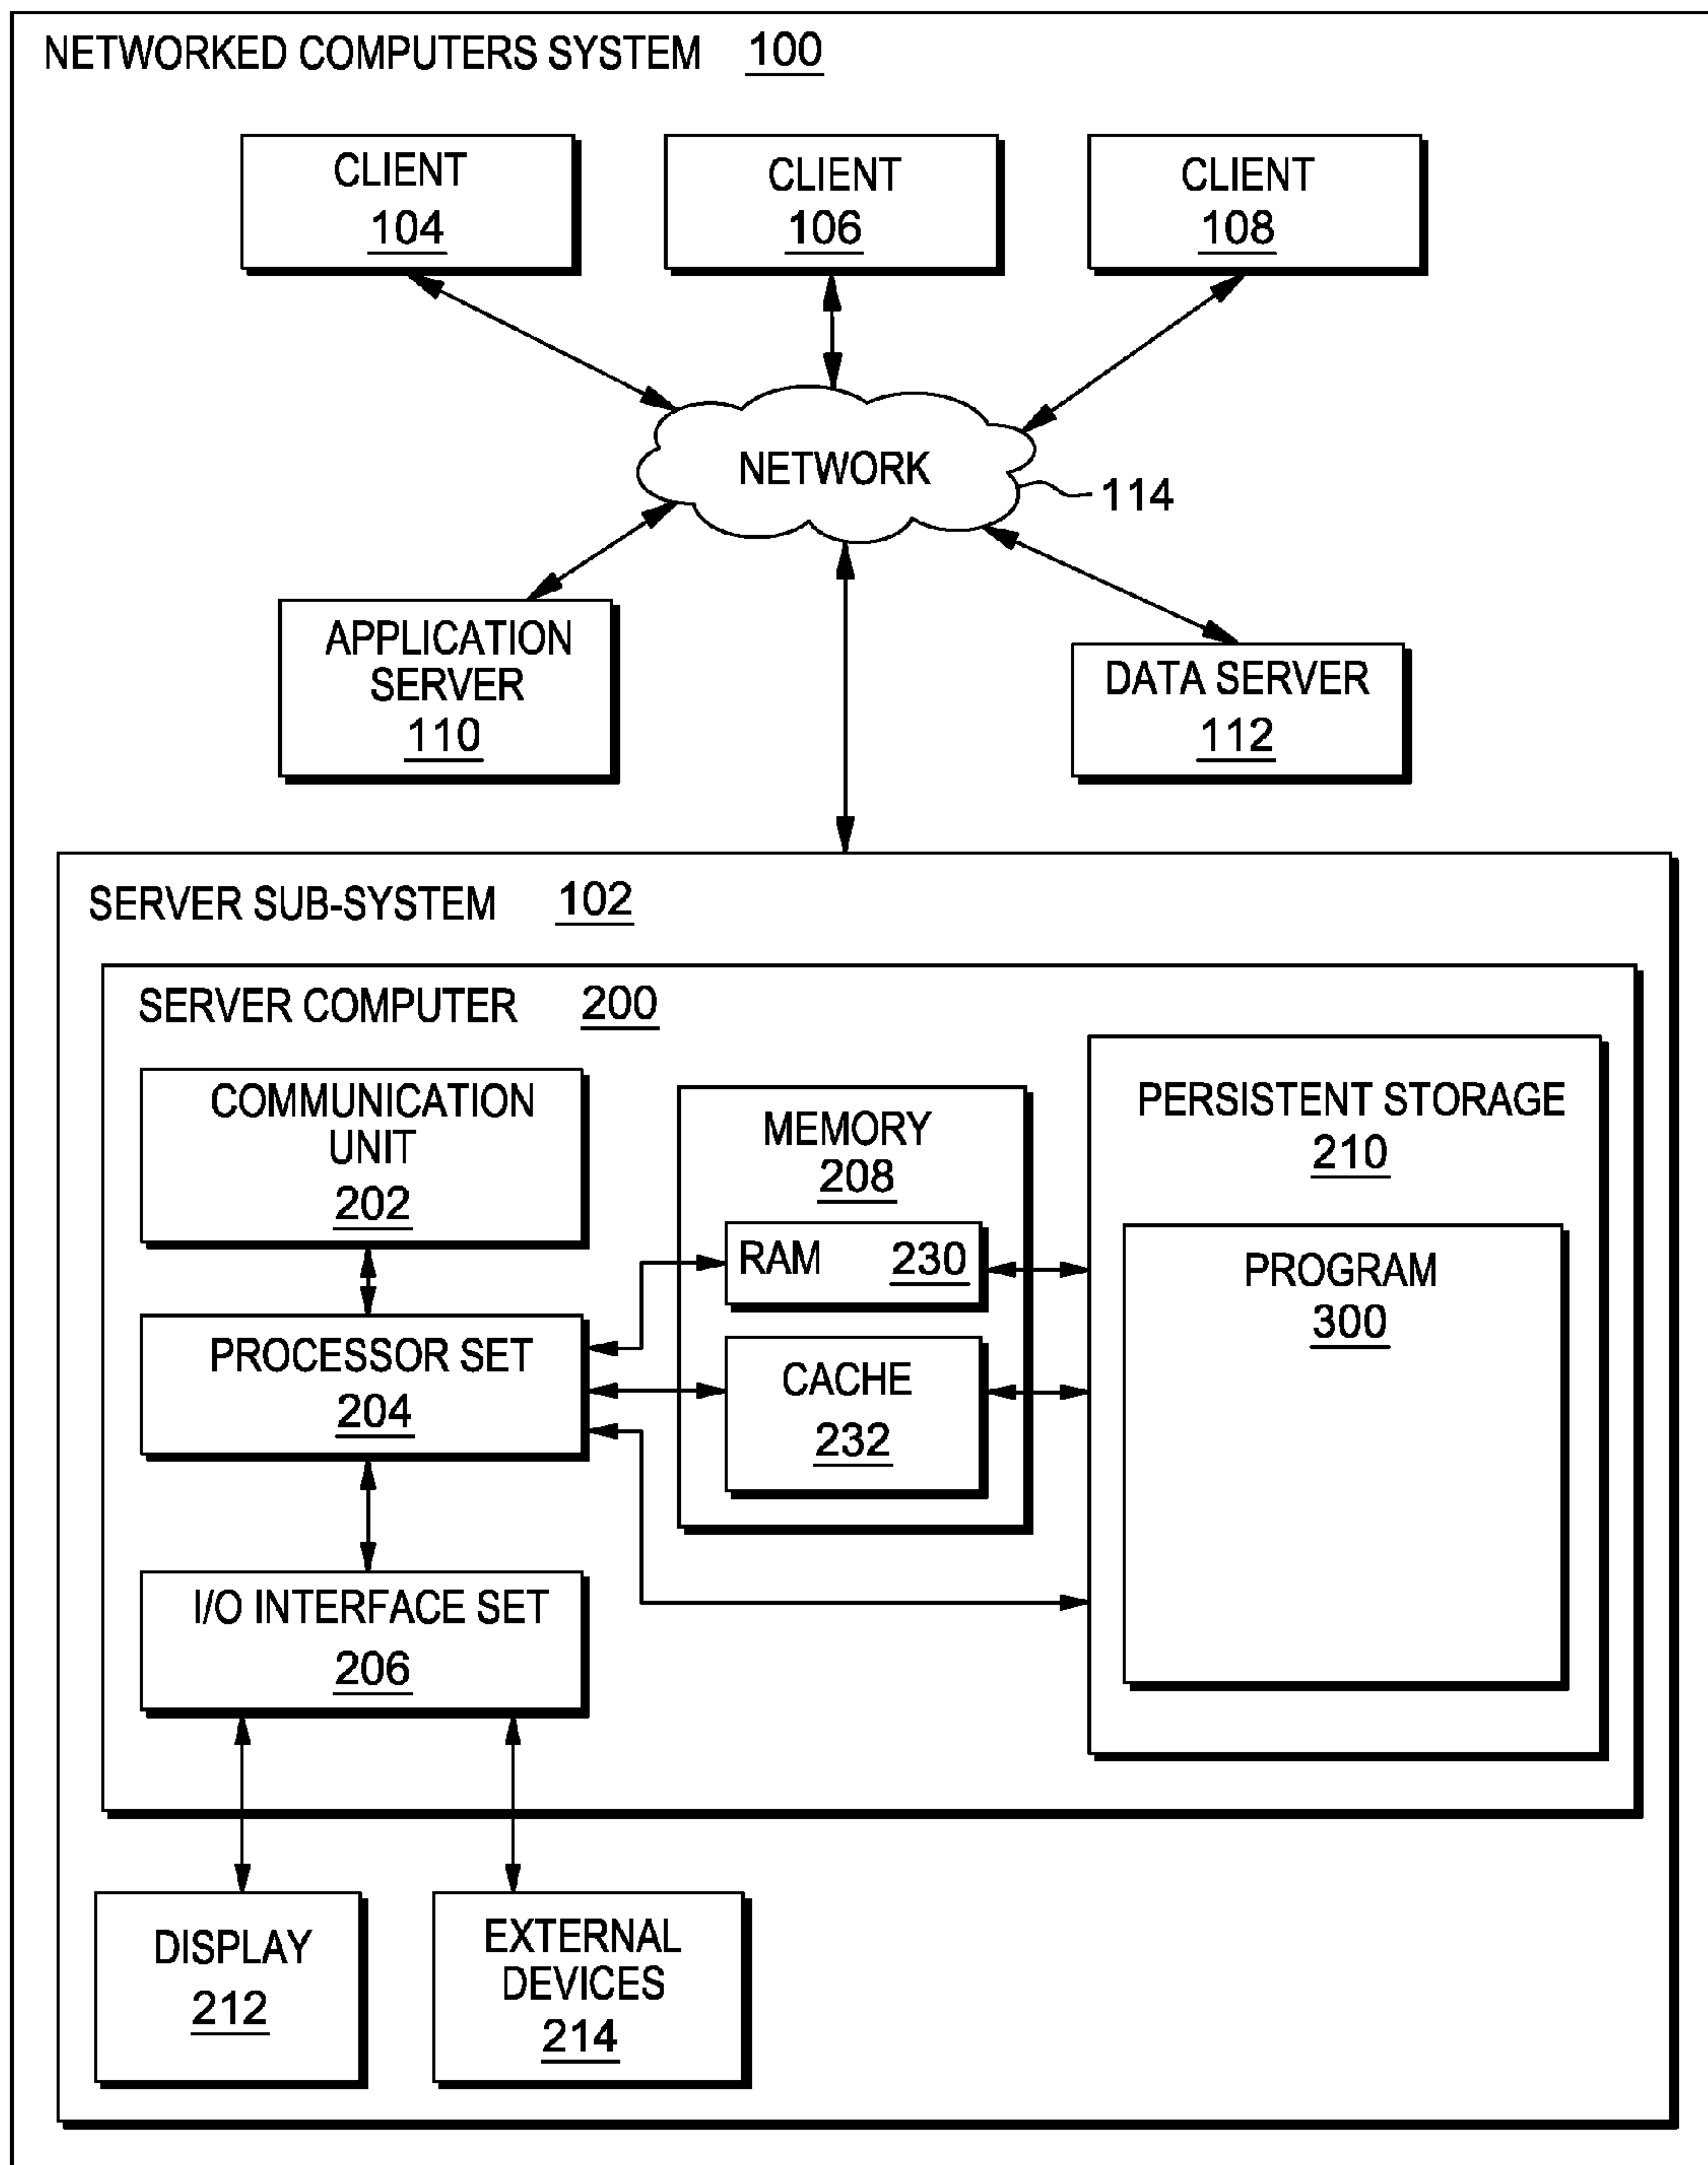 NETWORKED COMPUTERS SYSTEM 100
CLIENT
104
CLIENT
106
CLIENT
108
NETWORK
114
APPLICATION
SERVER
110
DATA SERVER
112
SERVER SUB-SYSTEM 102
SERVER COMPUTER 200
COMMUNICATION
UNIT
202
MEMORY
208
PERSISTENT STORAGE
210
RAM 230
PROGRAM
300
PROCESSOR SET
204
CACHE
232
I/O INTERFACE SET
206
DISPLAY
212
EXTERNAL
DEVICES
214